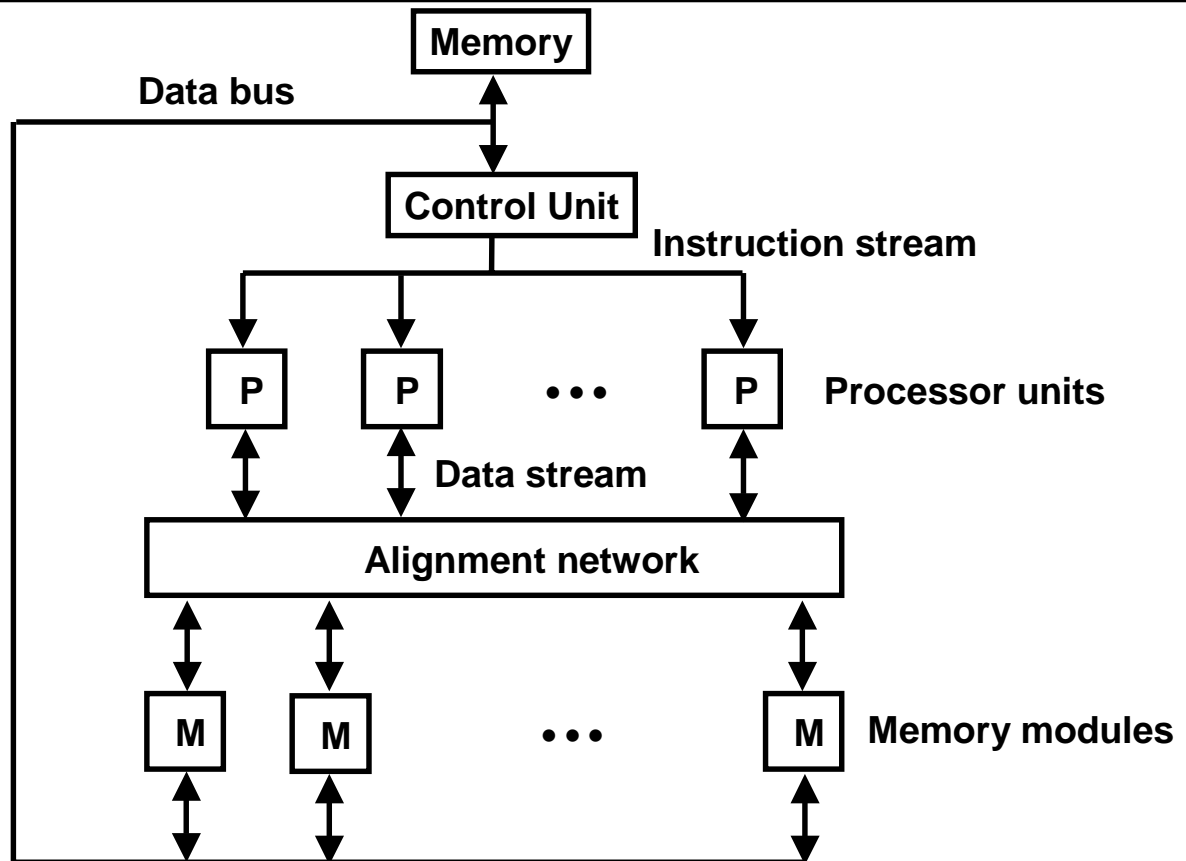 Memory
Data bus
Control Unit
Instruction stream
P P ••• P Processor units
Data stream
Alignment network
M M ••• M Memory modules